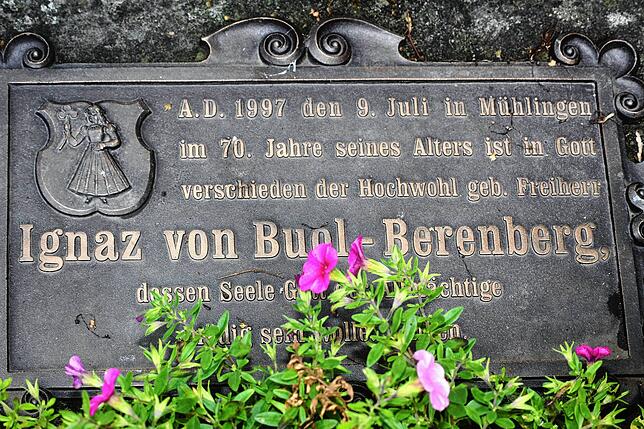 A.D. 1997 den 9. Juli in Mühlingen
im 70. Jahre seines Alters ist in Gott
verschieden der Hochwohl geb. Freiherr
Ignaz von Buol-Berenberg,
dessen Seele